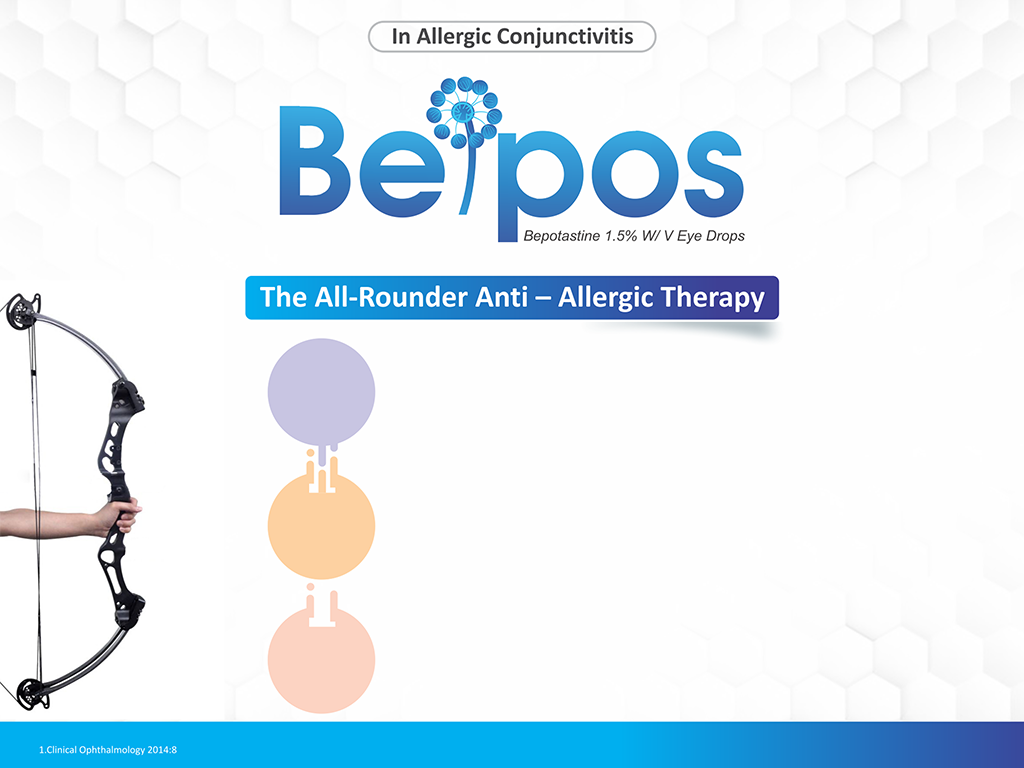 In Allergic Conjunctivitis
Bepos
Bepotastine 1.5% W/ V Eye Drops
The All-Rounder Anti – Allergic Therapy
1.Clinical Ophthalmology 2014:8